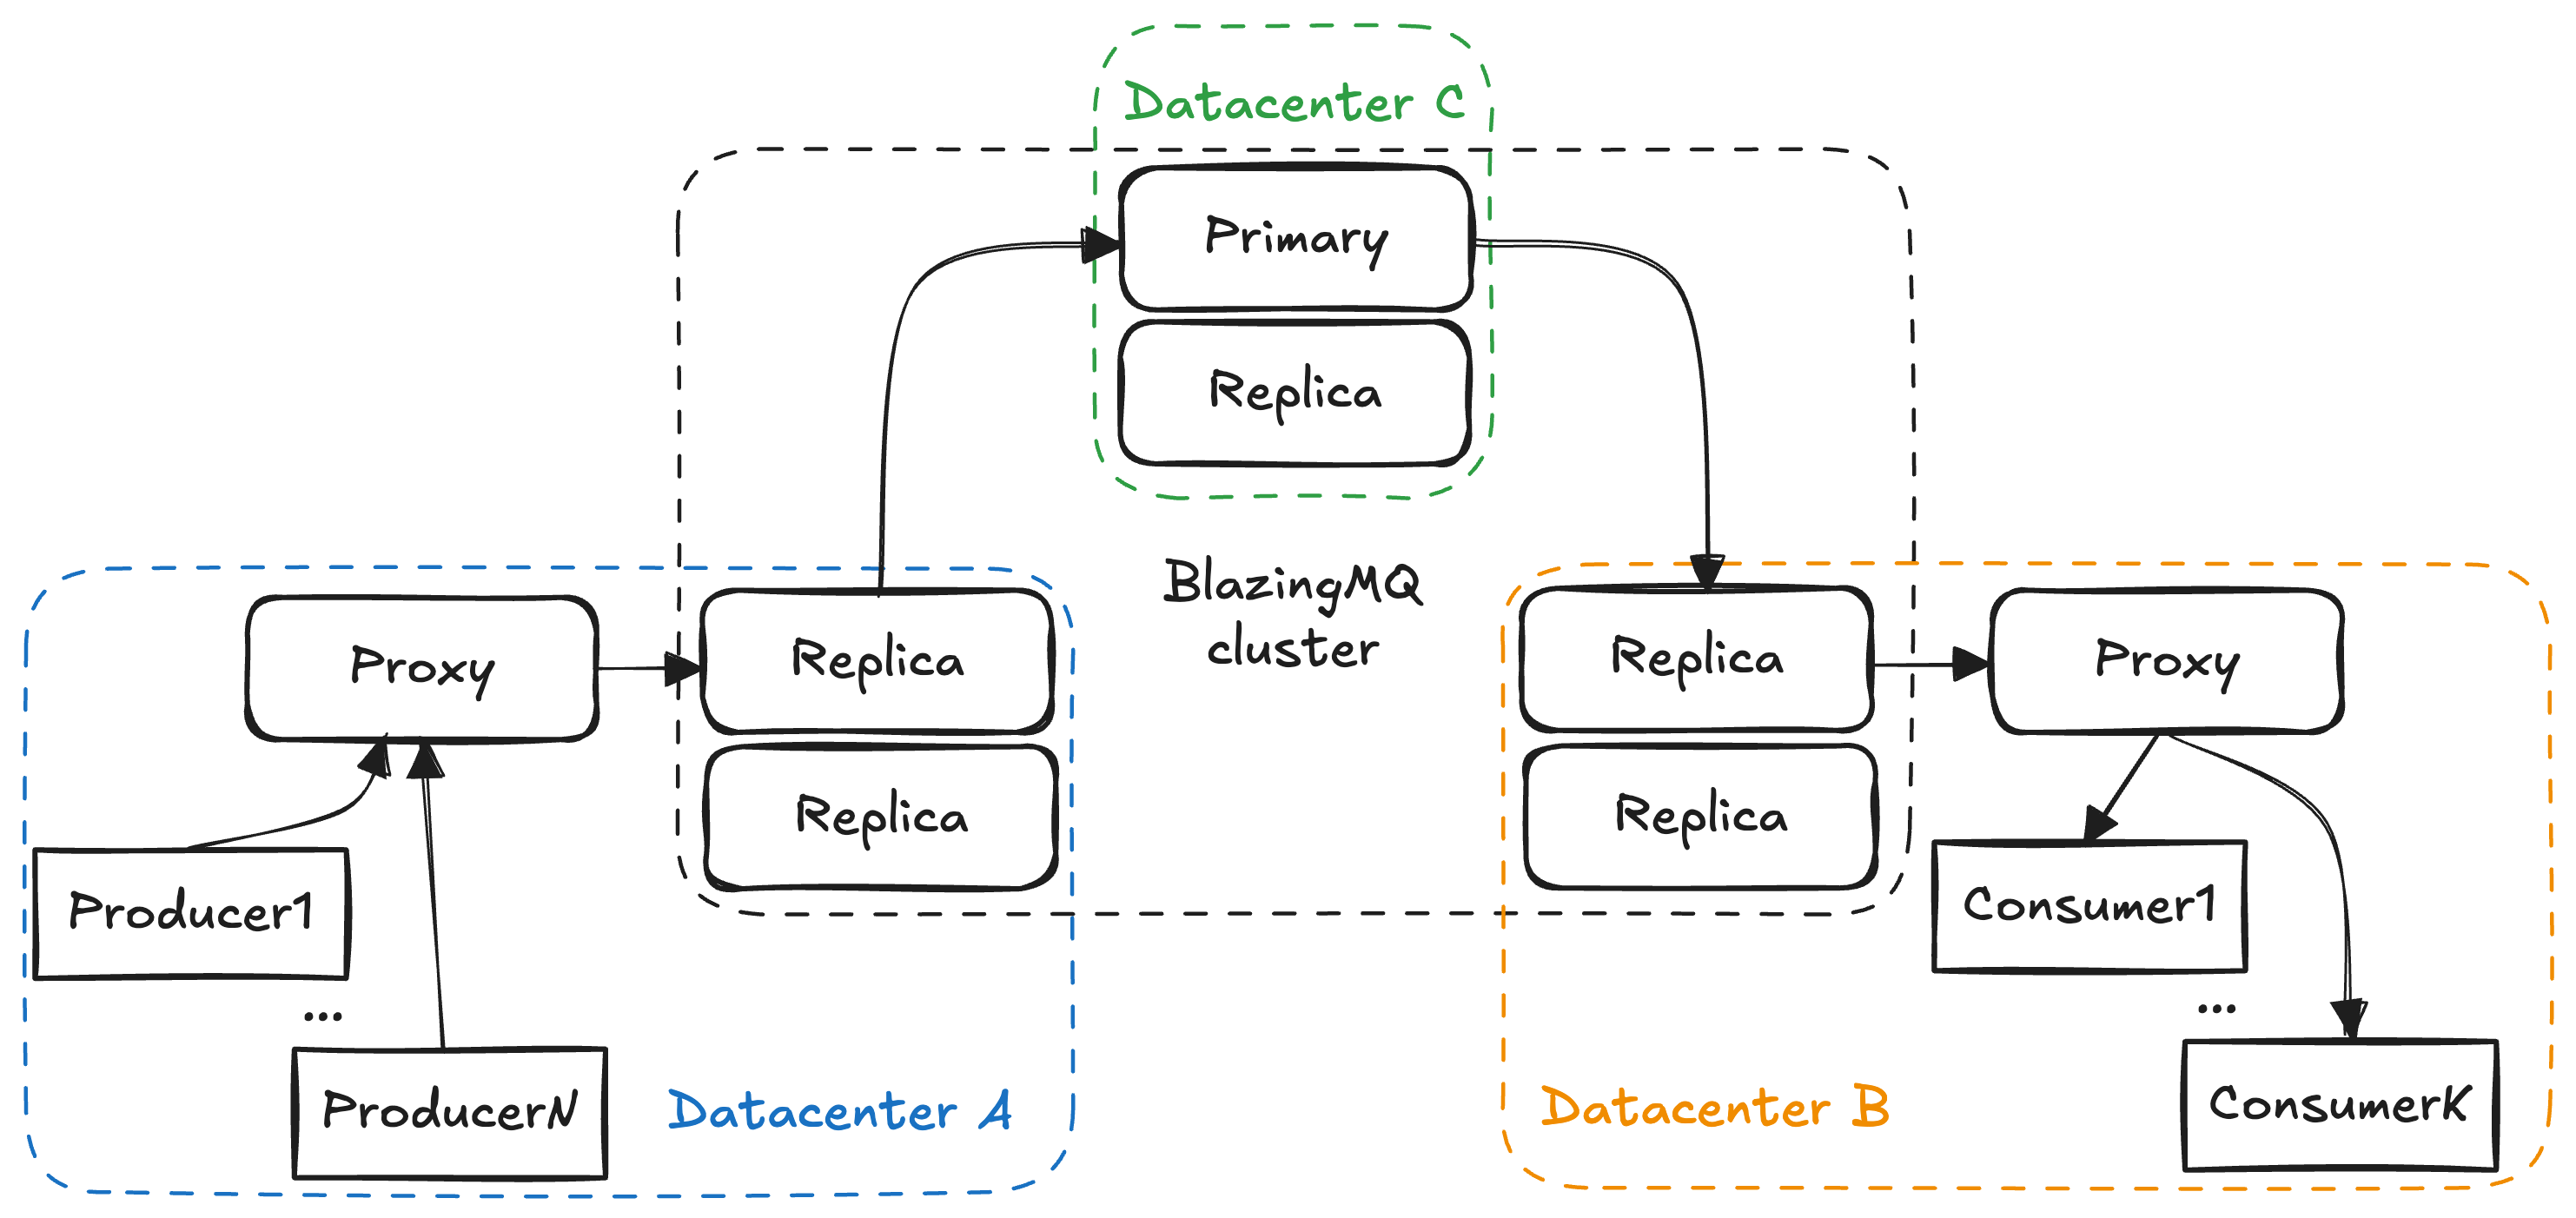 Datacenter C
Primary
Replica
BlazingMQ
cluster
Proxy
Replica
Replica
Producer1
...
ProducerN
Datacenter A
Replica
Proxy
Replica
Consumer1
...
ConsumerK
Datacenter B